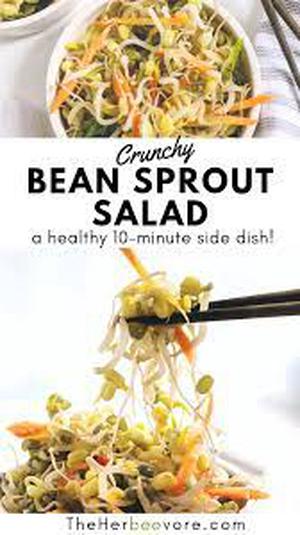 Crunchy
BEAN SPROUT
SALAD
a healthy 10-minute side dish!
TheHerbeevore.com